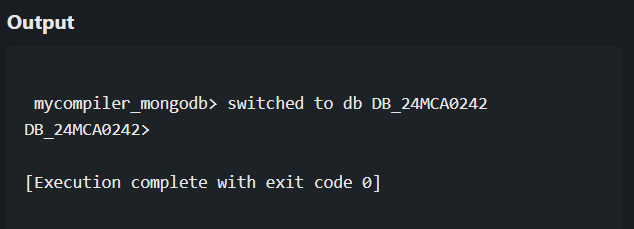 Output
mycompiler_mongodb> switched to db DB_24MCA0242
DB_24MCA0242>
[Execution complete with exit code 0]